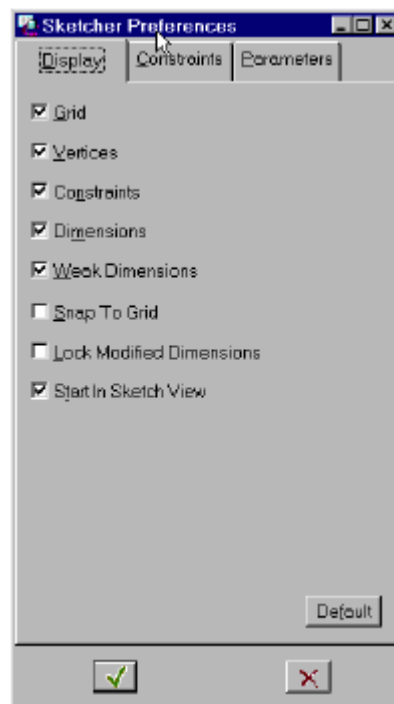 Sketcher Preferences
Display Constraints Parameters
Grid
Vertices
Constraints
Dimensions
Weak Dimensions
Snap To Grid
Lock Modified Dimensions
Start In Sketch View
Default